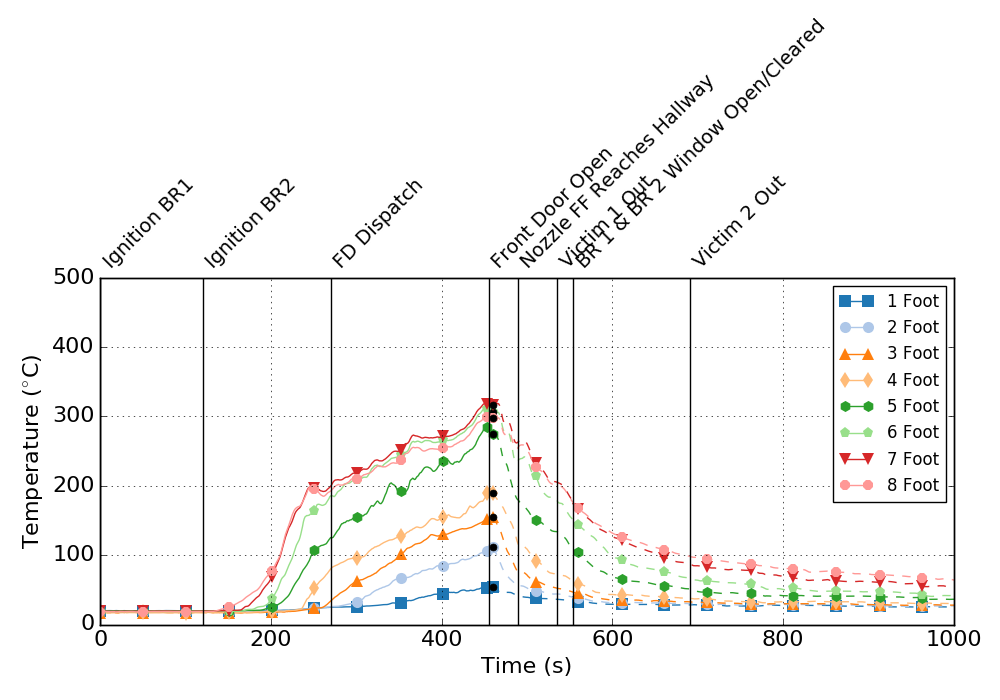 Ignition BR1
Ignition BR2
FD Dispatch
Front Door Open
Nozzle FF Reaches Hallway
Victim 1 Out
BR 1 & BR 2 Window Open/Cleared
Victim 2 Out
500
400
300
200
100
0
Temperature (°C)
0
200
400
600
800
1000
Time (s)
1 Foot
2 Foot
3 Foot
4 Foot
5 Foot
6 Foot
7 Foot
8 Foot